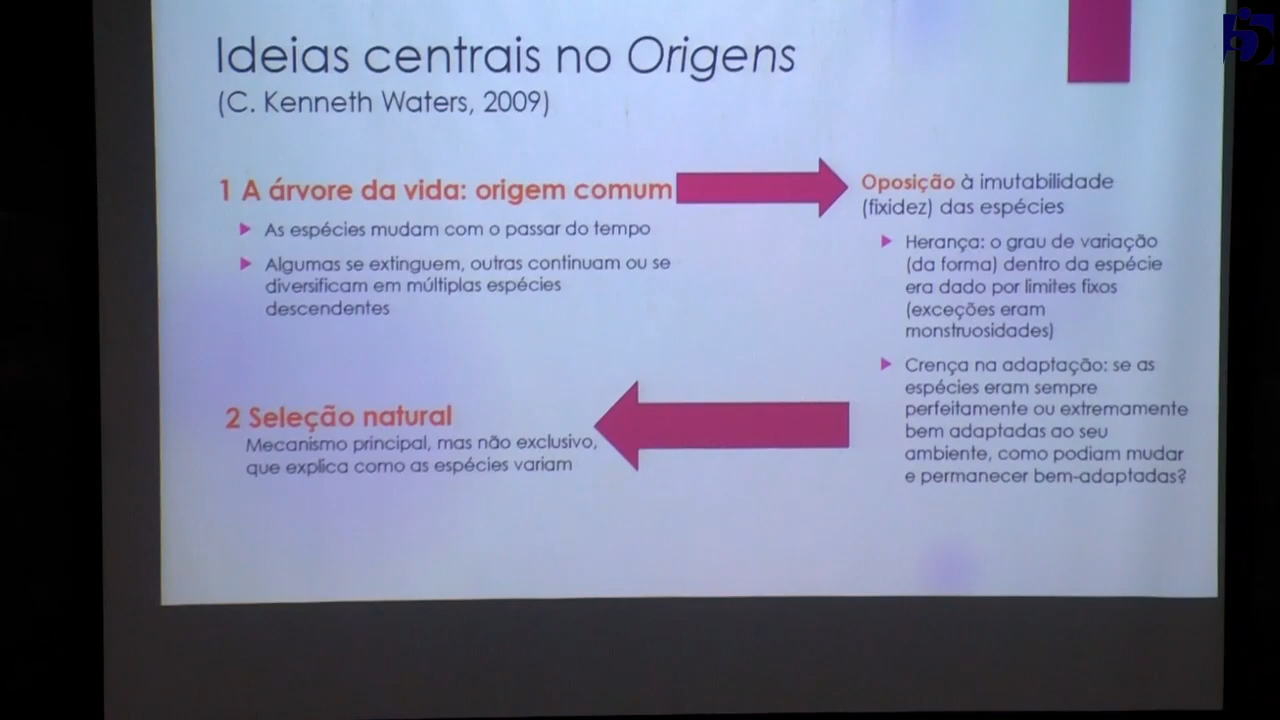 Ideias centrais no Origens
(C. Kenneth Waters, 2009)
1 A árvore da vida: origem comum
As espécies mudam com o passar do tempo
Algumas se extinguem, outras continuam ou se
diversificam em múltiplas espécies
descendentes
2 Seleção natural
Mecanismo principal, mas não exclusivo,
que explica como as espécies variam
Oposição à imutabilidade
(fixidez) das espécies
Herança: o grau de variação
(da forma) dentro da espécie
era dado por limites fixos
(exceções eram
monstruosidades)
Crença na adaptação: se as
espécies eram sempre
perfeitamente ou extremamente
bem adaptadas ao seu
ambiente, como podiam mudar
e permanecer bem-adaptadas?